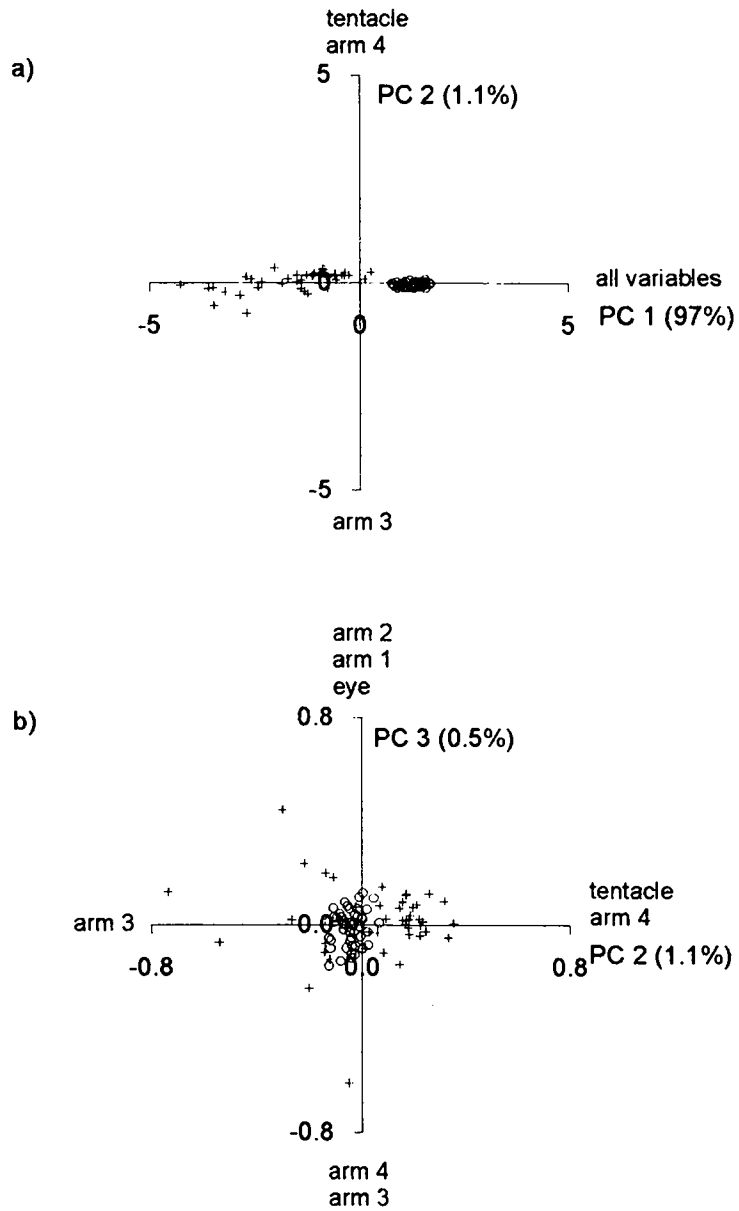 tentacle
arm 4
a)
5
PC 2 (1.1%)
0
all variables
-5
0
5
PC 1 (97%)
-5
arm 3
arm 2
arm 1
eye
b)
0.8
PC 3 (0.5%)
tentacle
arm 4
arm 3
0.0
PC 2 (1.1%)
-0.8
0.0
0.8
-0.8
arm 4
arm 3